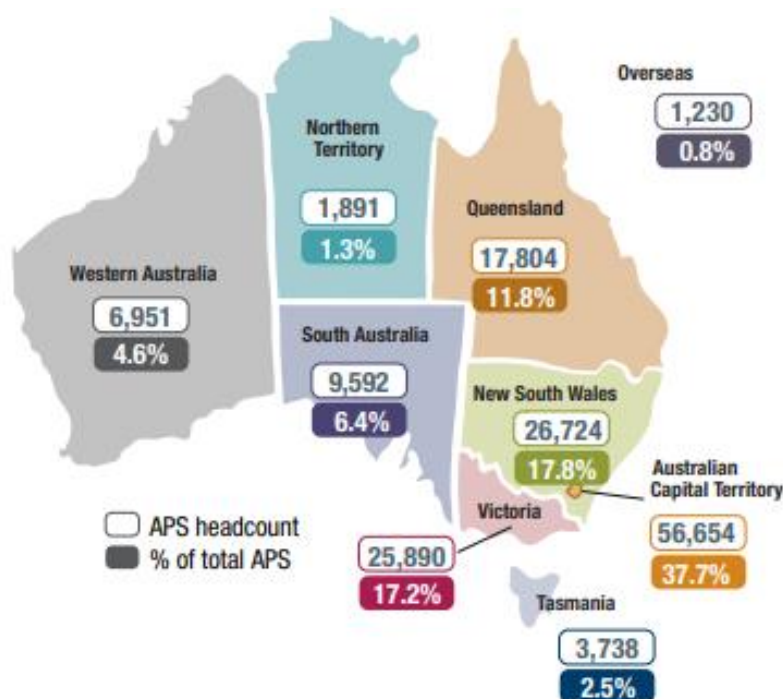 Overseas
1,230
0.8%
Northern
Territory
1,891
1.3%
Queensland
17,804
11.8%
Western Australia
6,951
4.6%
South Australia
9,592
6.4%
New South Wales
26,724
17.8%
Australian
Capital Territory
56,654
37.7%
Victoria
25,890
17.2%
APS headcount
% of total APS
Tasmania
3,738
2.5%